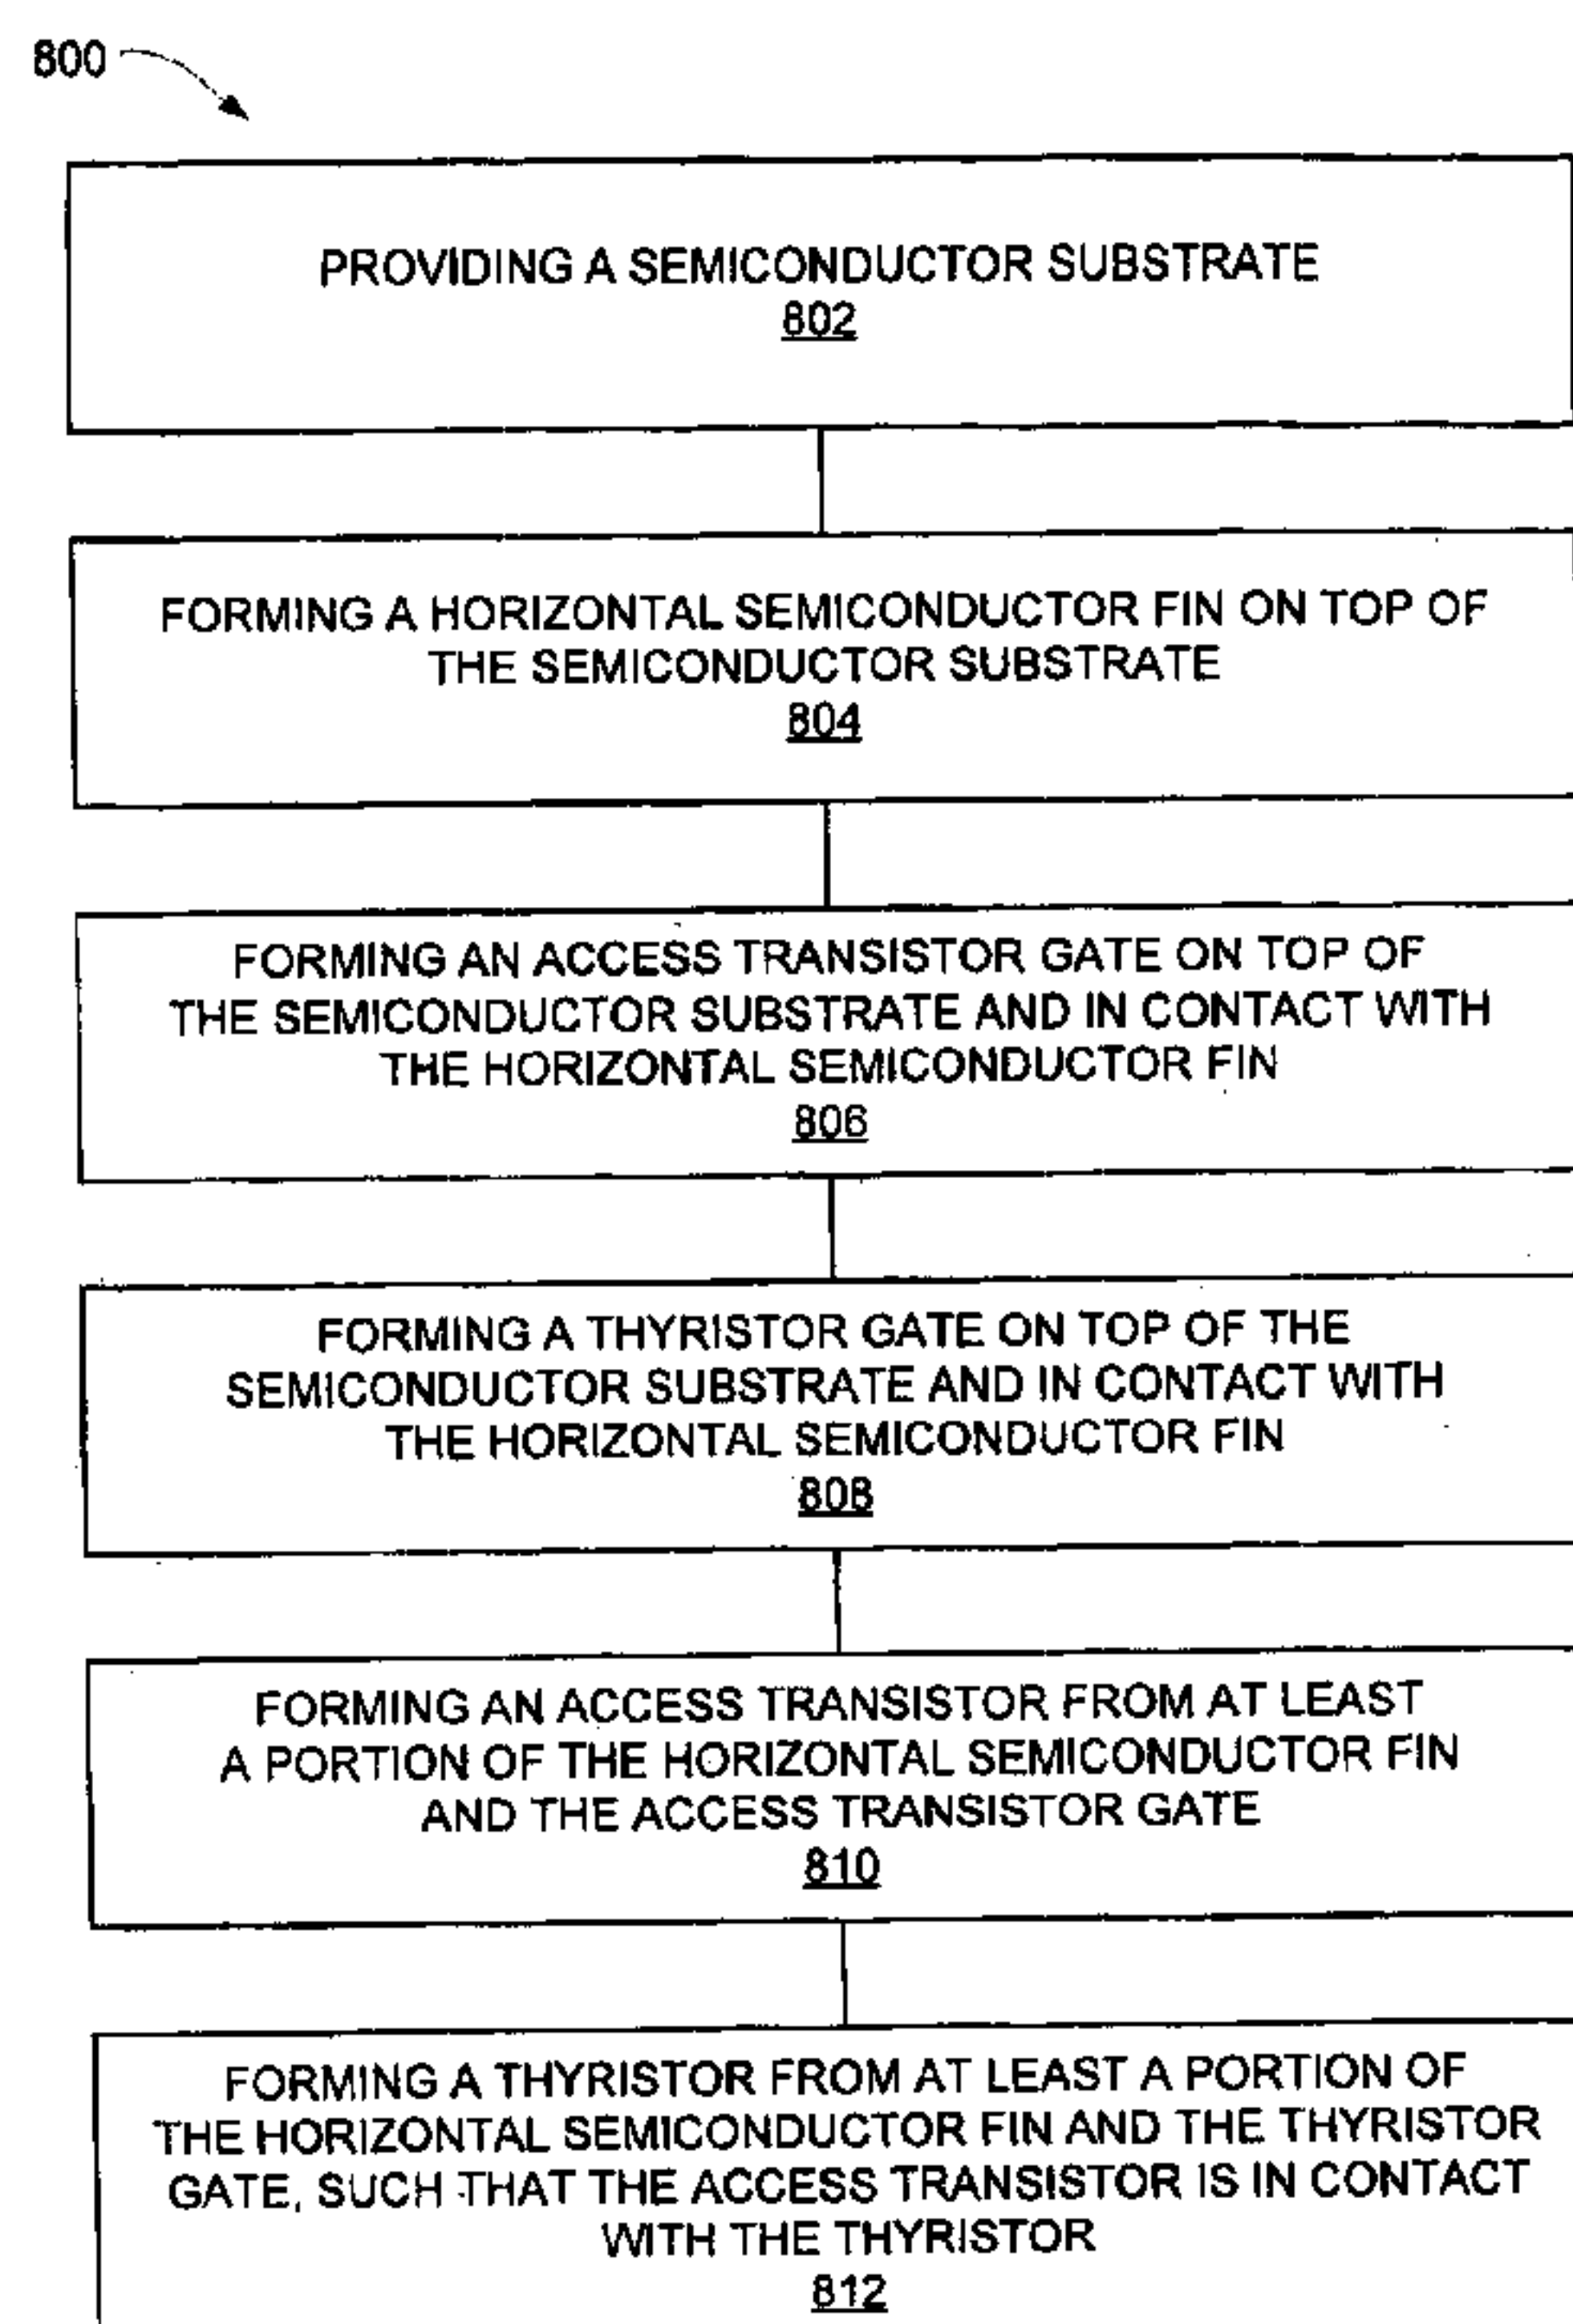 800
PROVIDING A SEMICONDUCTOR SUBSTRATE
802
FORMING A HORIZONTAL SEMICONDUCTOR FIN ON TOP OF
THE SEMICONDUCTOR SUBSTRATE
804
FORMING AN ACCESS TRANSISTOR GATE ON TOP OF
THE SEMICONDUCTOR SUBSTRATE AND IN CONTACT WITH
THE HORIZONTAL SEMICONDUCTOR FIN
806
FORMING A THYRISTOR GATE ON TOP OF THE
SEMICONDUCTOR SUBSTRATE AND IN CONTACT WITH
THE HORIZONTAL SEMICONDUCTOR FIN
808
FORMING AN ACCESS TRANSISTOR FROM AT LEAST
A PORTION OF THE HORIZONTAL SEMICONDUCTOR FIN
AND THE ACCESS TRANSISTOR GATE
810
FORMING A THYRISTOR FROM AT LEAST A PORTION OF
THE HORIZONTAL SEMICONDUCTOR FIN AND THE THYRISTOR
GATE, SUCH THAT THE ACCESS TRANSISTOR IS IN CONTACT
WITH THE THYRISTOR
812